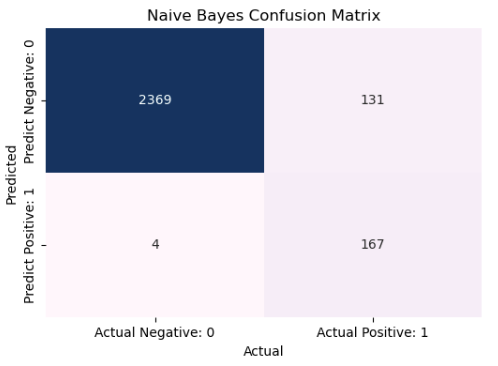 Naive Bayes Confusion Matrix
Predicted
Predict Negative: 0
2369
131
Predict Positive: 1
4
167
Actual Negative: 0
Actual Positive: 1
Actual